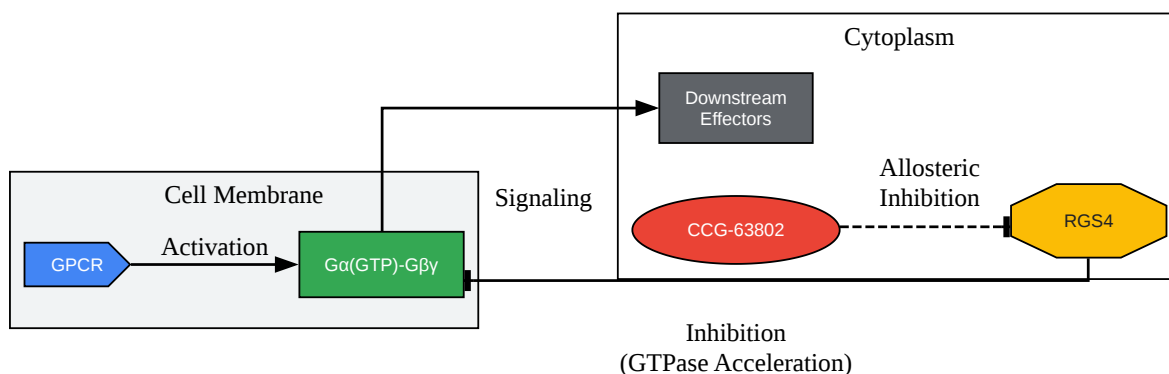 Cytoplasm
Downstream
Effectors
Cell Membrane
Signaling
Allosteric
Inhibition
GPCR
Activation
Gα(GTP)-Gβγ
CCG-63802
RGS4
Inhibition
(GTPase Acceleration)